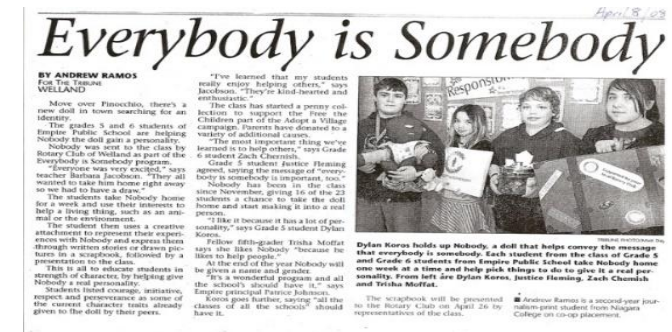 April 8/08
Everybody is Somebody
BY ANDREW RAMOS
FOR THE TRIBUNE
WELLAND
Move over Pinocchio, there's a
new doll in town searching for an
identity.
The grades 5 and 6 students of
Empire Public School are helping
Nobody the doll gain a personality.
Nobody was sent to the class by
Rotary Club of Welland as part of the
Everybody is Somebody program.
"Everyone was very excited," says
teacher Barbara Jacobson. "They all
wanted to take him home right away
so we had to have a draw."
The students take Nobody home
for a week and use their interests to
help a living thing, such as an ani-
mal or the environment.
The student then uses a creative
attachment to represent their experi-
ences with Nobody and express them
through written stories or drawn pic-
tures in a scrapbook, followed by a
presentation to the class.
This is all to educate students in
strength of character, by helping give
Nobody a real personality.
Students listed courage, initiative,
respect and perseverance as some of
the current character traits already
given to the doll by their peers.
"I've learned that my students
really enjoy helping others," says
Jacobson. "They're kind-hearted and
enthusiastic."
The class has started a penny col-
lection to support the Free the
Children part of the Adopt a Village
campaign. Parents have donated to a
variety of additional causes.
"The most important thing we've
learned is to help others," says Grade
6 student Zach Chemish.
Grade 5 student Justice Fleming
agreed, saying the message of "every-
body is somebody is important, too."
Nobody has been in the class
since November, giving 16 of the 23
students a chance to take the doll
home and start making it into a real
person.
"I like it because it has a lot of per-
sonality," says Grade 5 student Dylan
Koros.
Fellow fifth-grader Trisha Moffat
says she likes Nobody "because he
likes to help people."
At the end of the year Nobody will
be given a name and gender.
"It's a wonderful program and all
the school's should have it," says
Empire principal Patrice Johnson.
Koros goes further, saying "all the
classes of all the schools" should
have it.
Responsib
Dylan Koros holds up Nobody, a doll that helps convey the message
that everybody is somebody. Each student from the class of Grade 5
and Grade 6 students from Empire Public School take Nobody home
one week at a time and help pick things to do to give it a real per-
sonality. From left are Dylan Koros, Justice Fleming, Zach Chemish
and Trisha Moffat.
The scrapbook will be presented
to the Rotary Club on April 26 by
representatives of the class.
■ Andrew Ramos is a second-year jour-
nalism-print student from Niagara
College on co-op placement.